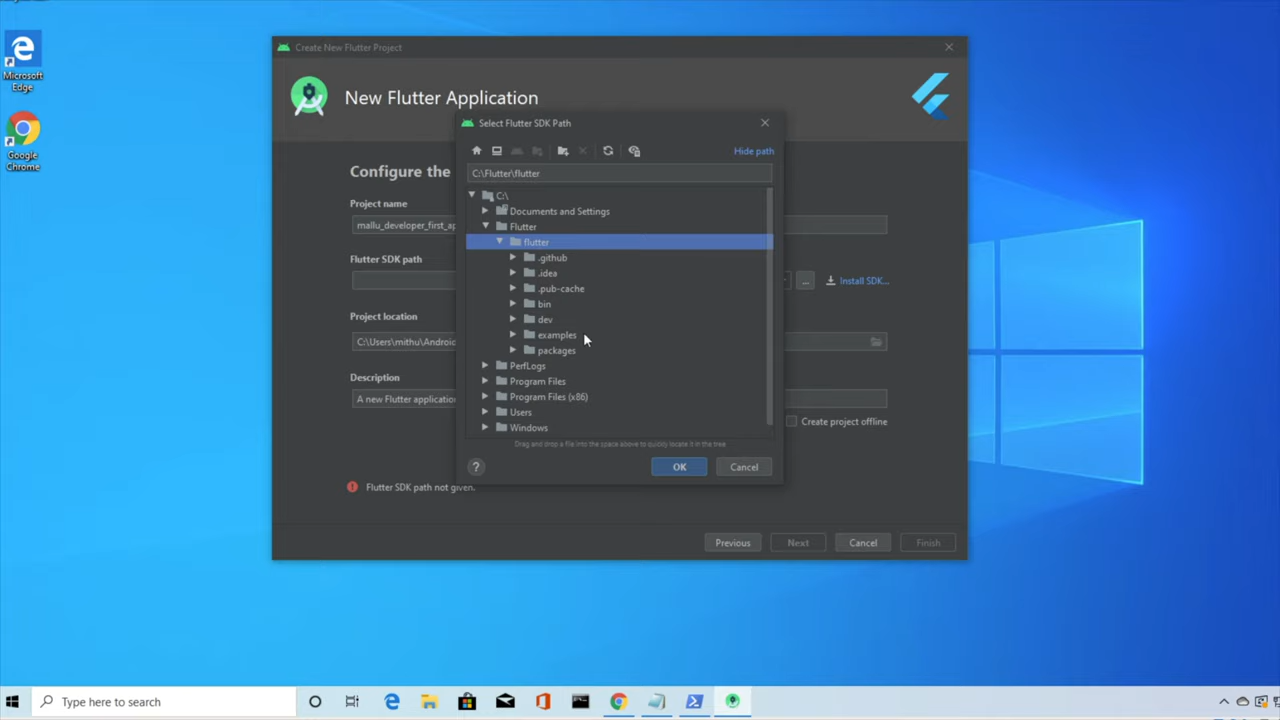 Microsoft
Edge
Google
Chrome
Create New Flutter Project
New Flutter Application
Select Flutter SDK Path
Hide path
C:\Flutter\flutter
Configure the
Project name
mallu_developer_first_ap
Flutter SDK path
...
Install SDK...
Project location
C:\Users\mithu\Android
Description
A new Flutter application
Create project offline
C:\
Documents and Settings
Flutter
flutter
.github
.idea
.pub-cache
bin
dev
examples
packages
PerfLogs
Program Files
Program Files (x86)
Users
Windows
Drag and drop a file into the space above to quickly locate it in the tree
?
OK
Cancel
Flutter SDK path not given.
Previous
Next
Cancel
Finish
Type here to search